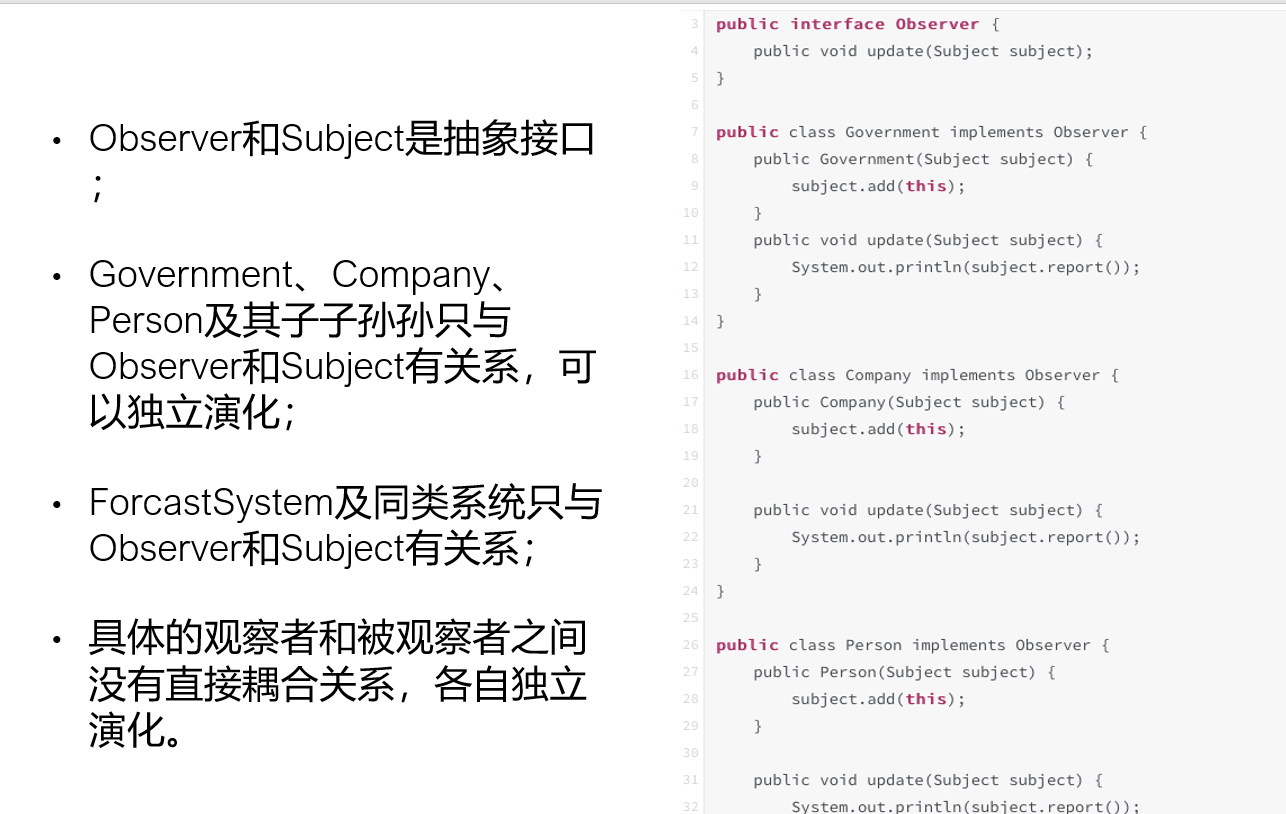 • Observer和Subject是抽象接口
；
• Government、Company、
Person及其子子孙孙只与
Observer和Subject有关系，可
以独立演化；
• ForcastSystem及同类系统只与
Observer和Subject有关系；
• 具体的观察者和被观察者之间
没有直接耦合关系，各自独立
演化。
3 public interface Observer {
4     public void update(Subject subject);
5 }
6
7 public class Government implements Observer {
8     public Government(Subject subject) {
9         subject.add(this);
10     }
11     public void update(Subject subject) {
12         System.out.println(subject.report());
13     }
14 }
15
16 public class Company implements Observer {
17     public Company(Subject subject) {
18         subject.add(this);
19     }
20
21     public void update(Subject subject) {
22         System.out.println(subject.report());
23     }
24 }
25
26 public class Person implements Observer {
27     public Person(Subject subject) {
28         subject.add(this);
29     }
30
31     public void update(Subject subject) {
32         System.out.println(subject.report());